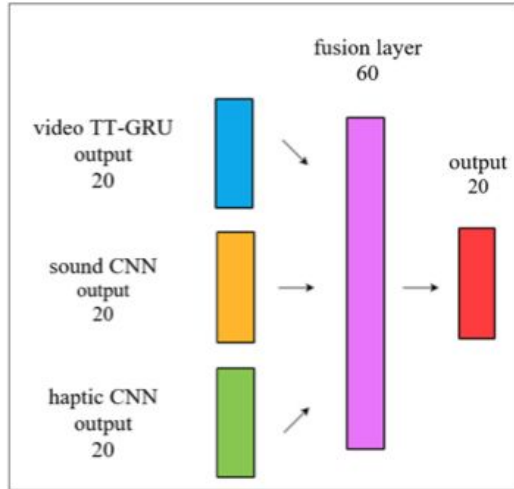 fusion layer
60
video TT-GRU
output
20
output
20
sound CNN
output
20
haptic CNN
output
20